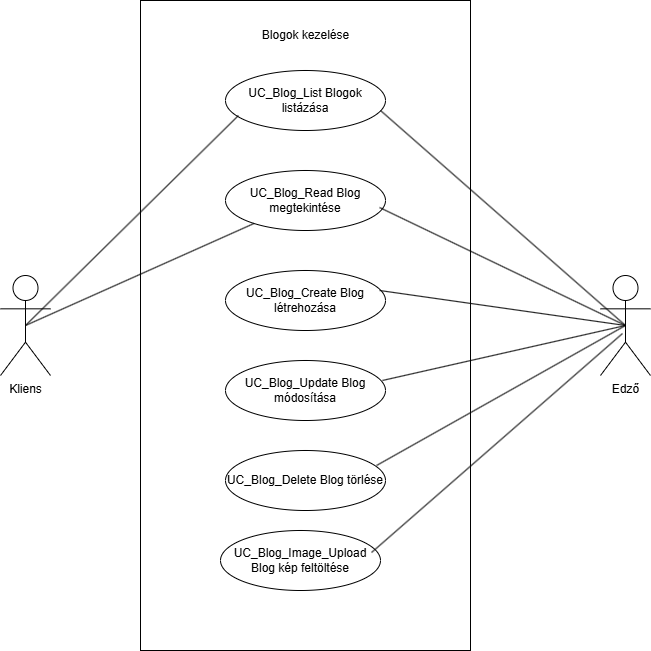 Blogok kezelése
UC_Blog_List Blogok
listázása
UC_Blog_Read Blog
megtekintése
UC_Blog_Create Blog
létrehozása
UC_Blog_Update Blog
módosítása
UC_Blog_Delete Blog törlése
UC_Blog_Image_Upload
Blog kép feltöltése
Kliens
Edző